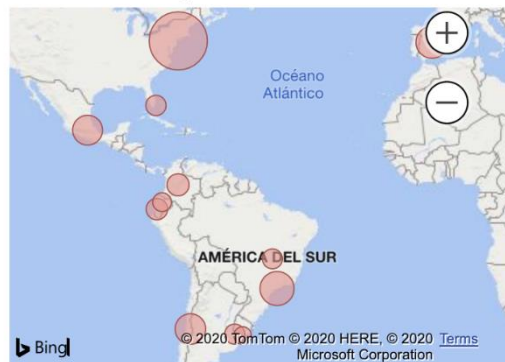 +
Océano
Atlántico
−
AMÉRICA DEL SUR
© 2020 TomTom © 2020 HERE, © 2020 Terms
Microsoft Corporation
Bing